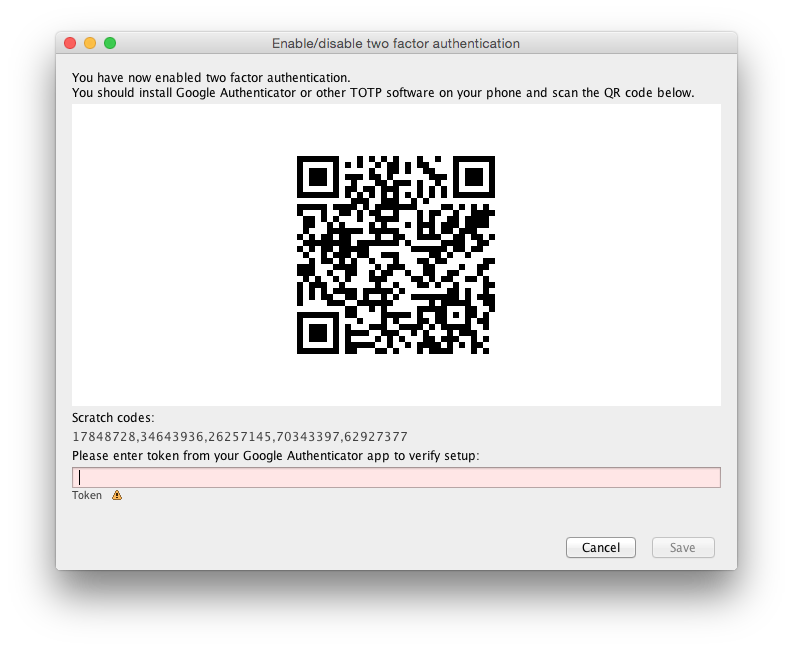 Enable/disable two factor authentication
You have now enabled two factor authentication.
You should install Google Authenticator or other TOTP software on your phone and scan the QR code below.
Scratch codes:
17848728,34643936,26257145,70343397,62927377
Please enter token from your Google Authenticator app to verify setup:
Token
Cancel Save